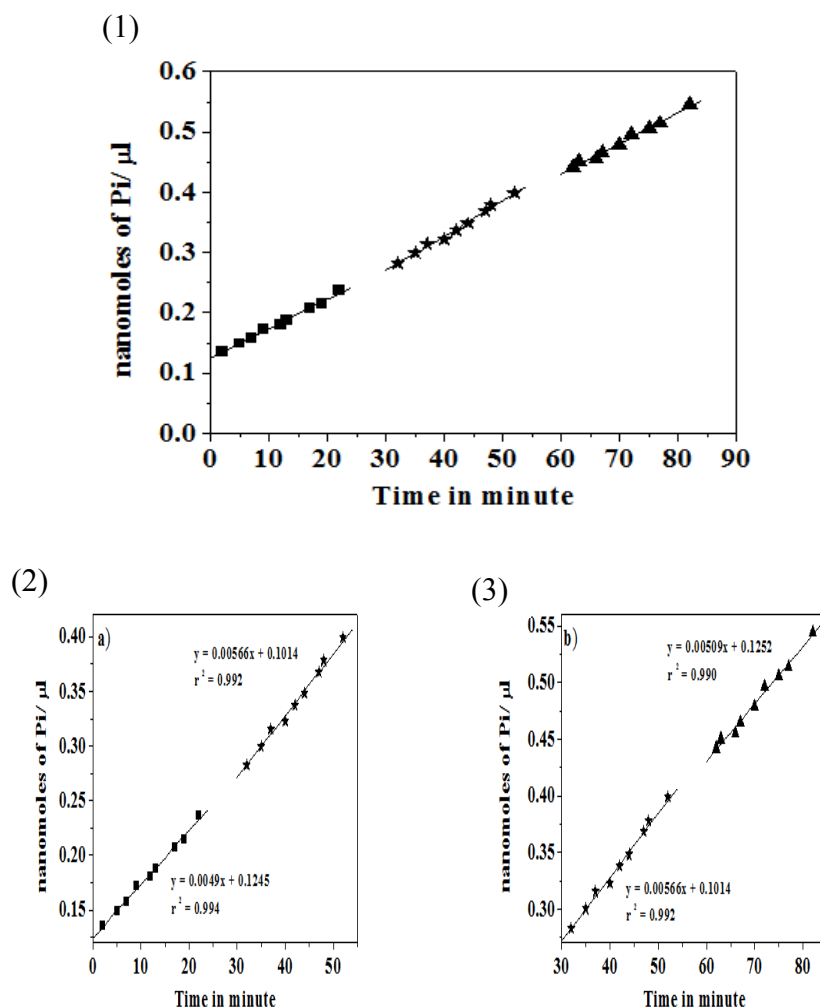 (1)
0.6
0.5
0.4
0.3
0.2
0.1
0.0
nanomoles of Pi/ µl
0 10 20 30 40 50 60 70 80 90
Time in minute
(2)
a)
0.40
0.35
0.30
0.25
0.20
0.15
nanomoles of Pi/ µl
y = 0.00566x + 0.1014
r² = 0.992
y = 0.0049x + 0.1245
r² = 0.994
0 10 20 30 40 50
Time in minute
(3)
b)
0.55
0.50
0.45
0.40
0.35
0.30
nanomoles of Pi/ µl
y = 0.00509x + 0.1252
r² = 0.990
y = 0.00566x + 0.1014
r² = 0.992
30 40 50 60 70 80
Time in minute